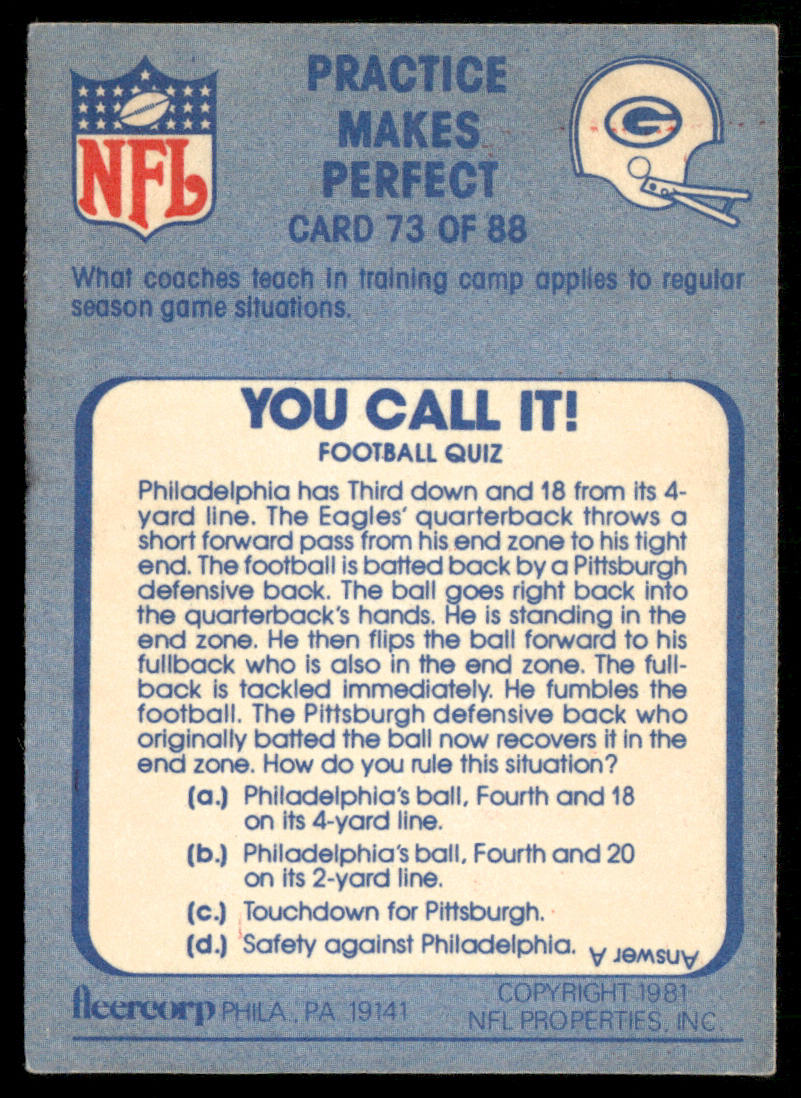 NFL
PRACTICE
MAKES
PERFECT
CARD 73 OF 88
G
What coaches teach in training camp applies to regular
season game situations.
YOU CALL IT!
FOOTBALL QUIZ
Philadelphia has Third down and 18 from its 4-
yard line. The Eagles' quarterback throws a
short forward pass from his end zone to his tight
end. The football is batted back by a Pittsburgh
defensive back. The ball goes right back into
the quarterback's hands. He is standing in the
end zone. He then flips the ball forward to his
fullback who is also in the end zone. The full-
back is tackled immediately. He fumbles the
football. The Pittsburgh defensive back who
originally batted the ball now recovers it in the
end zone. How do you rule this situation?
(a.) Philadelphia's ball, Fourth and 18
on its 4-yard line.
(b.) Philadelphia's ball, Fourth and 20
on its 2-yard line.
(c.) Touchdown for Pittsburgh.
(d.) Safety against Philadelphia.
Answer A
fleercorp PHILA., PA 19141
COPYRIGHT 1981
NFL PROPERTIES, INC.